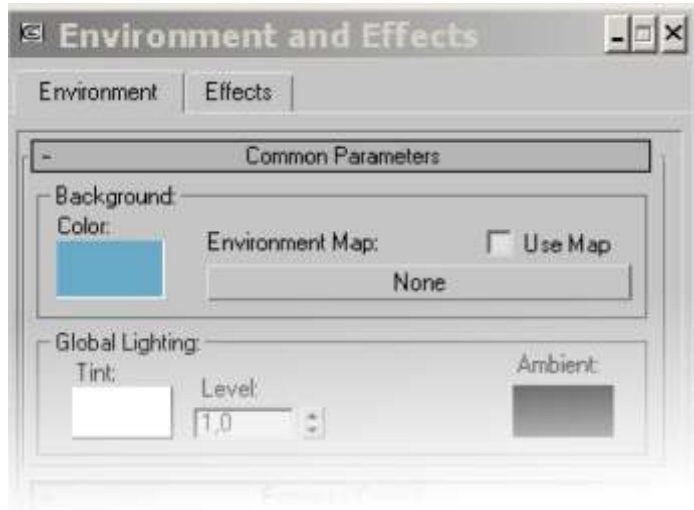 Environment and Effects
Environment Effects
- Common Parameters
Background:
Color:
Environment Map: Use Map
None
Global Lighting:
Tint: Level: Ambient:
1,0